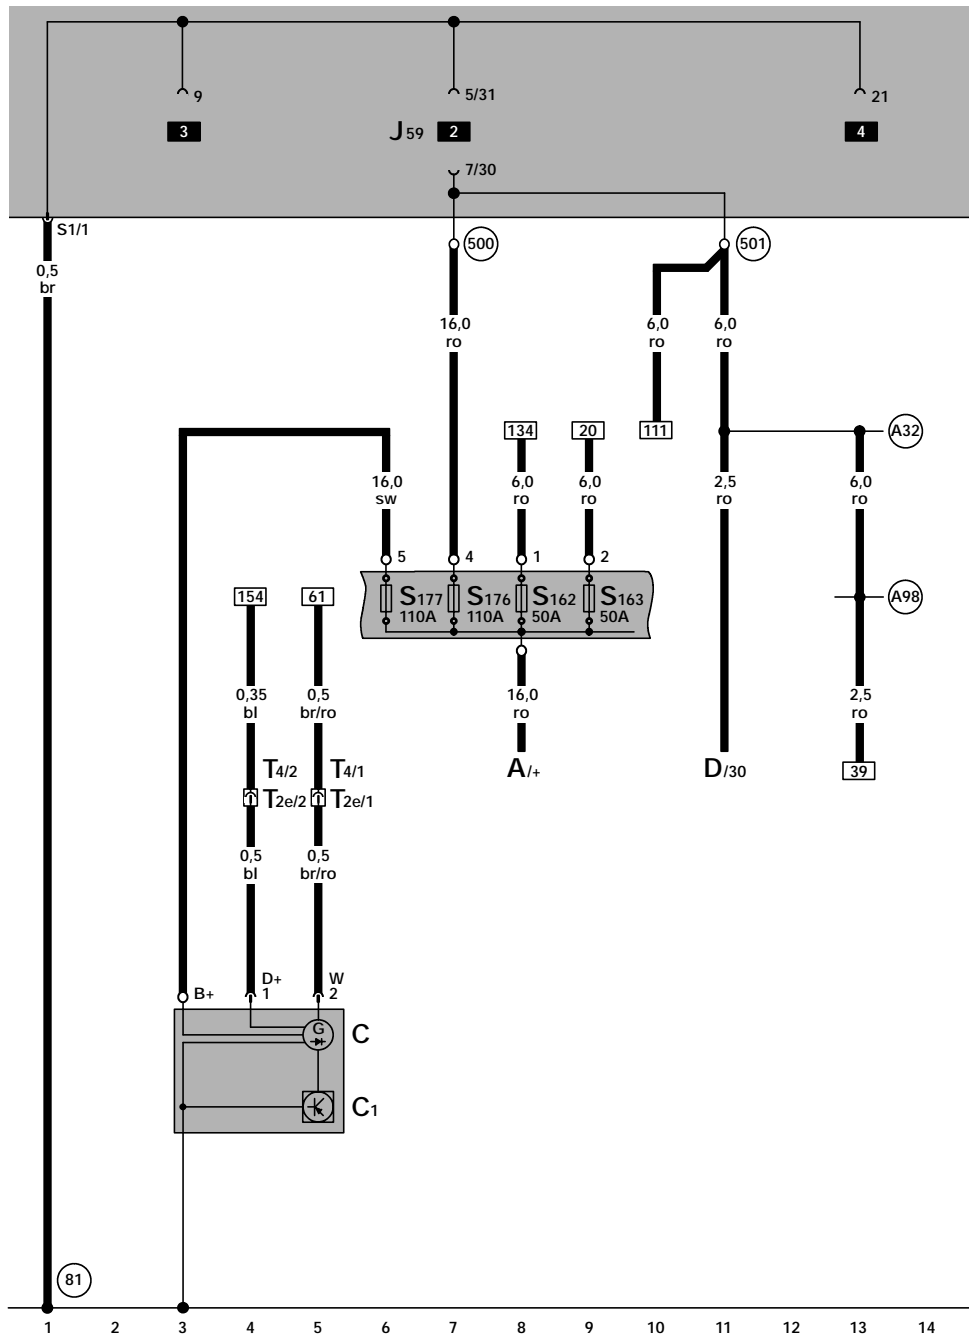 9
5/31
21
3
J 59
2
4
7/30
S1/1
500
501
0,5
br
16,0
ro
6,0
ro
6,0
ro
134
20
111
A32
16,0
sw
6,0
ro
6,0
ro
2,5
ro
6,0
ro
5
4
1
2
S177
110A
S176
110A
S162
50A
S163
50A
A98
154
61
0,35
bl
0,5
br/ro
16,0
ro
2,5
ro
T4/2
T4/1
A/+
D/30
39
T2e/2
T2e/1
0,5
bl
0,5
br/ro
B+
D+
1
W
2
G
C
C1
81
1 2 3 4 5 6 7 8 9 10 11 12 13 14